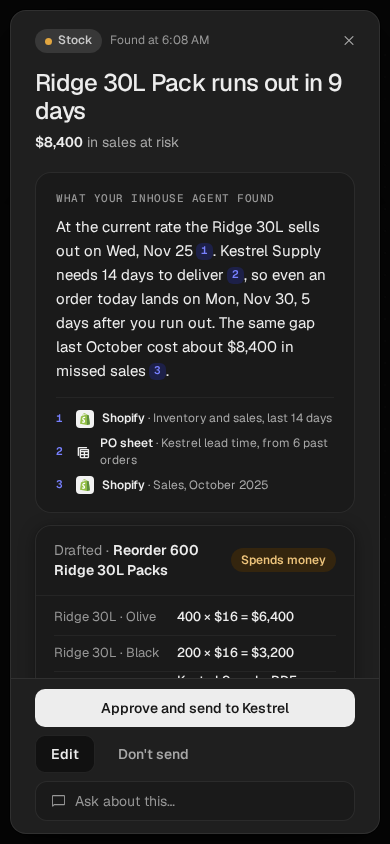 Stock Found at 6:08 AM
Ridge 30L Pack runs out in 9
days
$8,400 in sales at risk
WHAT YOUR INHOUSE AGENT FOUND
At the current rate the Ridge 30L sells
out on Wed, Nov 25 1. Kestrel Supply
needs 14 days to deliver 2, so even an
order today lands on Mon, Nov 30, 5
days after you run out. The same gap
last October cost about $8,400 in
missed sales 3.
1 Shopify · Inventory and sales, last 14 days
2 PO sheet · Kestrel lead time, from 6 past
orders
3 Shopify · Sales, October 2025
Drafted · Reorder 600
Ridge 30L Packs
Spends money
Ridge 30L · Olive 400 × $16 = $6,400
Ridge 30L · Black 200 × $16 = $3,200
Approve and send to Kestrel
Edit Don't send
Ask about this...